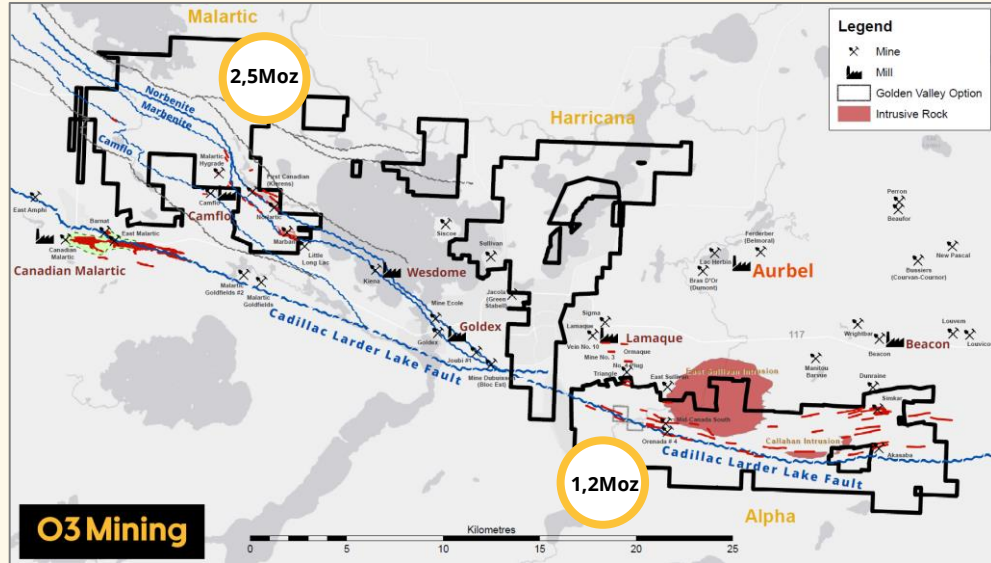 Malartic
2,5Moz
Legend
Mine
Mill
Golden Valley Option
Intrusive Rock
Norbenite
Marbenite
Camflo
Harricana
Malartic
Hygrade
First Canadian
(Kierens)
Camflo
Norlartic
Camflo
Marban
Little
Long Lac
East Amphi
Barnat
East Malartic
Canadian
Malartic
Canadian Malartic
Malartic
Goldfields #2
Malartic
Goldfields
Siscoe
Sullivan
Kiena
Wesdome
Jacola
(Green
Stabell)
Mine Ecole
Goldex
Goldex
Joubi #1
Mine Dubuisson
(Bloc Est)
Cadillac Larder Lake Fault
Perron
Beaufor
Ferderber
(Belmoral)
Lac Herbin
Bras D'Or
(Dumont)
Aurbel
New Pascal
Bussiers
(Courvan-Cournor)
Sigma
Lamaque
Vein No. 10
Lamaque
Mine No. 3
Ormaque
Triangle
117
Wrightbar
Beacon
Beacon
Louvem
Louvicourt
Manitou
Barvue
Dunraine
East Sullivan
East Sullivan Intrusion
Simkar
Mid Canada South
Orenada # 4
Callahan Intrusion
Akasaba
Cadillac Larder Lake Fault
1,2Moz
Alpha
O3 Mining
Kilometres
0 5 10 15 20 25